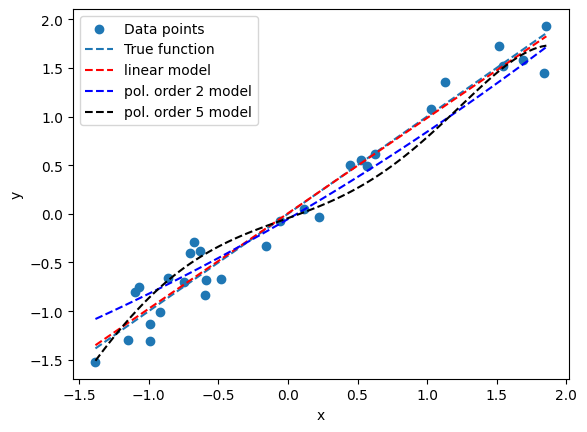 Data points
True function
linear model
pol. order 2 model
pol. order 5 model
2.0
1.5
1.0
0.5
0.0
−0.5
−1.0
−1.5
y
−1.5 −1.0 −0.5 0.0 0.5 1.0 1.5 2.0
x